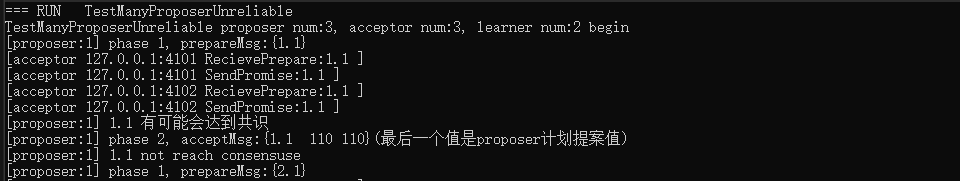 === RUN   TestManyProposerUnreliable
TestManyProposerUnreliable proposer num:3, acceptor num:3, learner num:2 begin
[proposer:1] phase 1, prepareMsg:{1.1}
[acceptor 127.0.0.1:4101 RecievePrepare:1.1 ]
[acceptor 127.0.0.1:4101 SendPromise:1.1 ]
[acceptor 127.0.0.1:4102 RecievePrepare:1.1 ]
[acceptor 127.0.0.1:4102 SendPromise:1.1 ]
[proposer:1] 1.1 有可能会达到共识
[proposer:1] phase 2, acceptMsg:{1.1  110 110}(最后一个值是proposer计划提案值)
[proposer:1] 1.1 not reach consensuse
[proposer:1] phase 1, prepareMsg:{2.1}